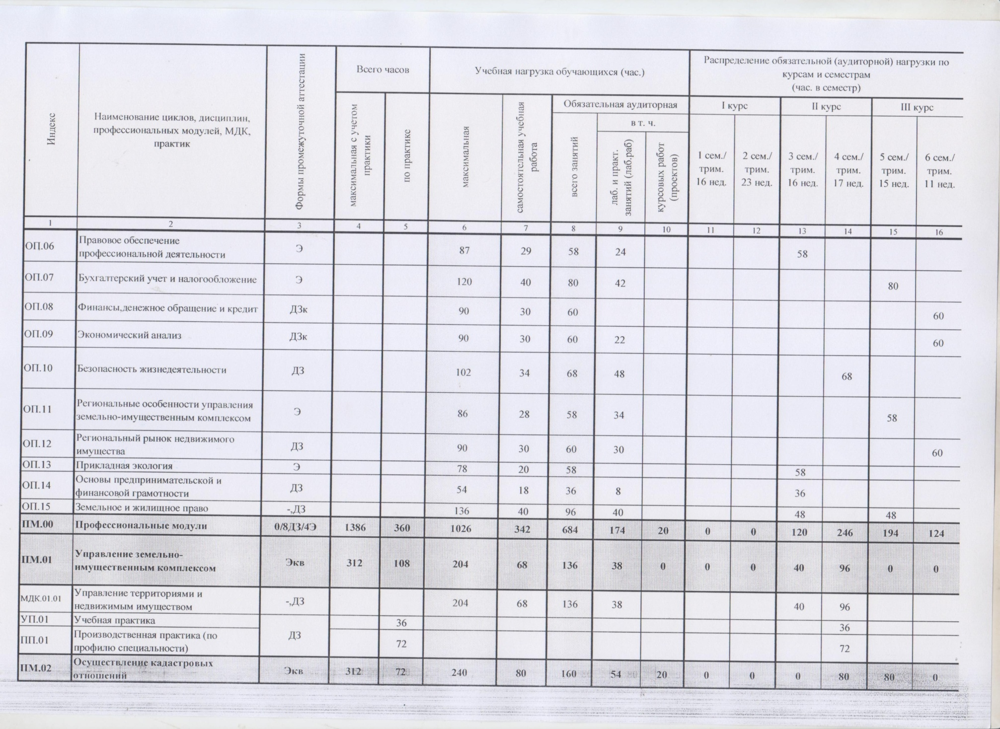 Индекс
Наименование циклов, дисциплин,
профессиональных модулей, МДК,
практик
Формы промежуточной аттестации
Всего часов
максимальная с учетом
практики
по практике
Учебная нагрузка обучающихся (час.)
максимальная
самостоятельная учебная
работа
Обязательная аудиторная
всего занятий
в т. ч.
лаб. и практ.
занятий (лаб.раб)
курсовых работ
(проектов)
Распределение обязательной (аудиторной) нагрузки по
курсам и семестрам
(час. в семестр)
I курс II курс III курс
1 сем./
трим.
16 нед.
2 сем./
трим.
23 нед.
3 сем./
трим.
16 нед.
4 сем./
трим.
17 нед.
5 сем./
трим.
15 нед.
6 сем./
трим.
11 нед.
1 2 3 4 5 6 7 8 9 10 11 12 13 14 15 16
ОП.06 Правовое обеспечение
профессиональной деятельности Э 87 29 58 24 58
ОП.07 Бухгалтерский учет и налогообложение Э 120 40 80 42 80
ОП.08 Финансы,денежное обращение и кредит ДЗк 90 30 60 60
ОП.09 Экономический анализ ДЗк 90 30 60 22 60
ОП.10 Безопасность жизнедеятельности ДЗ 102 34 68 48 68
ОП.11 Региональные особенности управления
земельно-имущественным комплексом Э 86 28 58 34 58
ОП.12 Региональный рынок недвижимого
имущества ДЗ 90 30 60 30 60
ОП.13 Прикладная экология Э 78 20 58 58
ОП.14 Основы предпринимательской и
финансовой грамотности ДЗ 54 18 36 8 36
ОП.15 Земельное и жилищное право -,ДЗ 136 40 96 40 48 48
ПМ.00 Профессиональные модули 0/8ДЗ/4Э 1386 360 1026 342 684 174 20 0 0 120 246 194 124
ПМ.01 Управление земельно-
имущественным комплексом Экв 312 108 204 68 136 38 0 0 0 40 96 0 0
МДК.01.01 Управление территориями и
недвижимым имуществом -,ДЗ 204 68 136 38 40 96
УП.01 Учебная практика 36 36
ДЗ
ПП.01 Производственная практика (по
профилю специальности) 72 72
ПМ.02 Осуществление кадастровых
отношений Экв 312 72 240 80 160 54 20 0 0 0 80 80 0